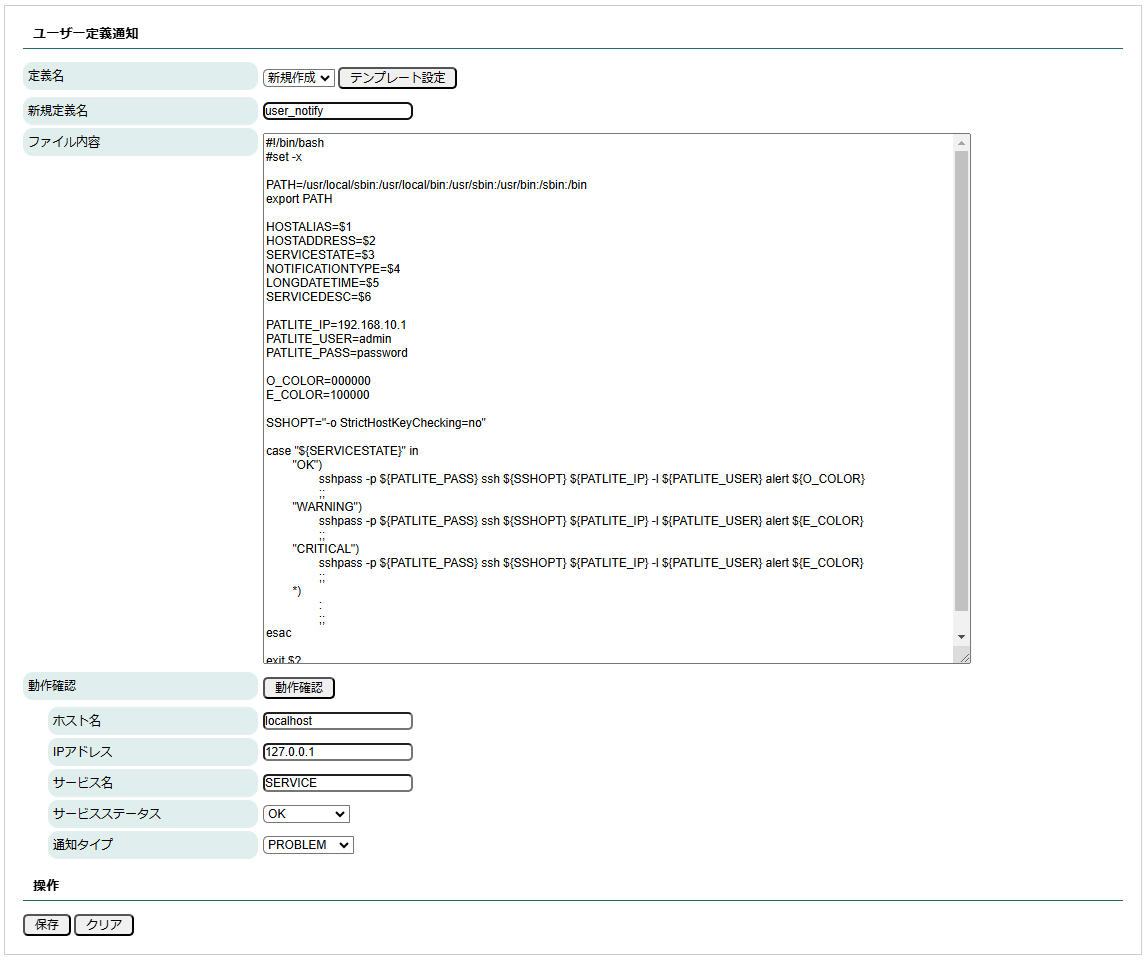 ユーザー定義通知
定義名 新規作成 テンプレート設定
新規定義名 user_notify
ファイル内容
#!/bin/bash
#set -x
PATH=/usr/local/sbin:/usr/local/bin:/usr/sbin:/usr/bin:/sbin:/bin
export PATH
HOSTALIAS=$1
HOSTADDRESS=$2
SERVICESTATE=$3
NOTIFICATIONTYPE=$4
LONGDATETIME=$5
SERVICEDESC=$6
PATLITE_IP=192.168.10.1
PATLITE_USER=admin
PATLITE_PASS=password
O_COLOR=000000
E_COLOR=100000
SSHOPT="-o StrictHostKeyChecking=no"
case "${SERVICESTATE}" in
"OK")
sshpass -p ${PATLITE_PASS} ssh ${SSHOPT} ${PATLITE_IP} -l ${PATLITE_USER} alert ${O_COLOR}
;;
"WARNING")
sshpass -p ${PATLITE_PASS} ssh ${SSHOPT} ${PATLITE_IP} -l ${PATLITE_USER} alert ${E_COLOR}
;;
"CRITICAL")
sshpass -p ${PATLITE_PASS} ssh ${SSHOPT} ${PATLITE_IP} -l ${PATLITE_USER} alert ${E_COLOR}
;;
*)
:
;;
esac
exit $?
動作確認 動作確認
ホスト名 localhost
IPアドレス 127.0.0.1
サービス名 SERVICE
サービスステータス OK
通知タイプ PROBLEM
操作
保存 クリア